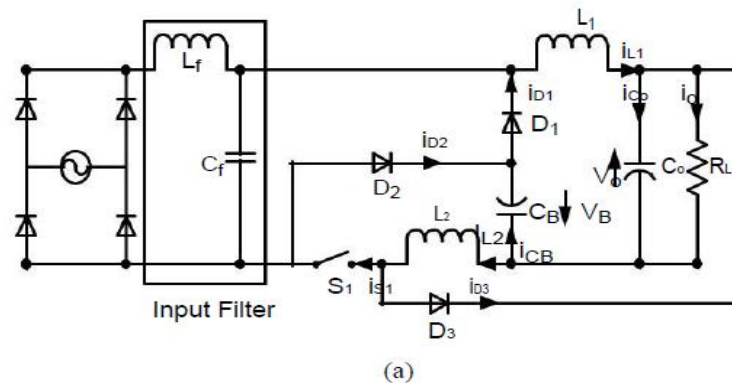 L1
Lf
iL1
iD1
iCo
io
D1
iD2
Cf
Vo
Co
RL
D2
L2
CB
VB
L2
iCB
S1
iS1
iD3
D3
Input Filter
(a)